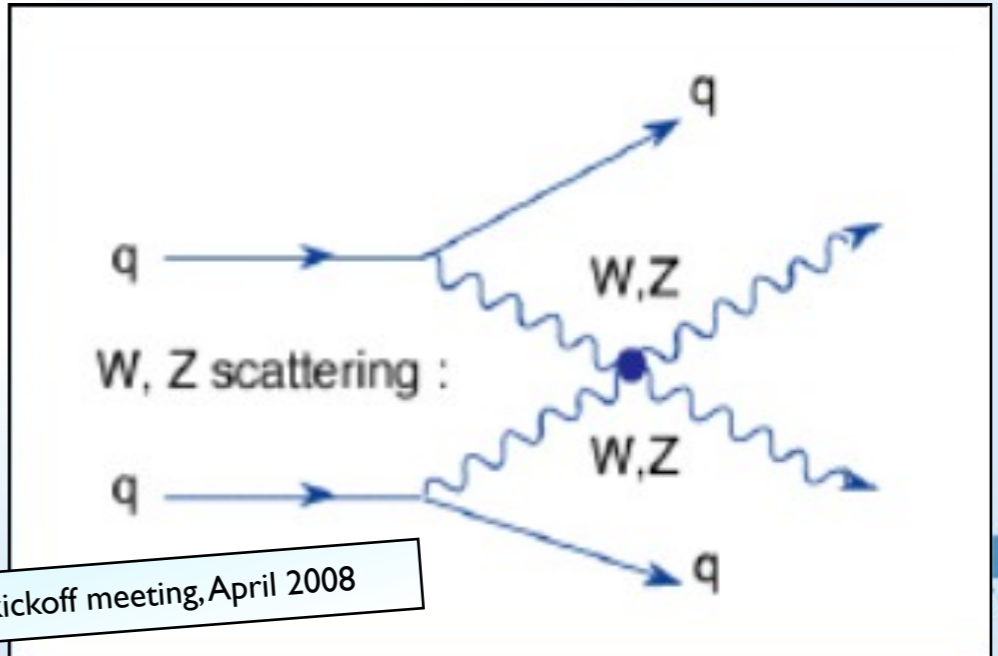 q
q
W,Z
W, Z scattering :
W,Z
q
q
kickoff meeting, April 2008